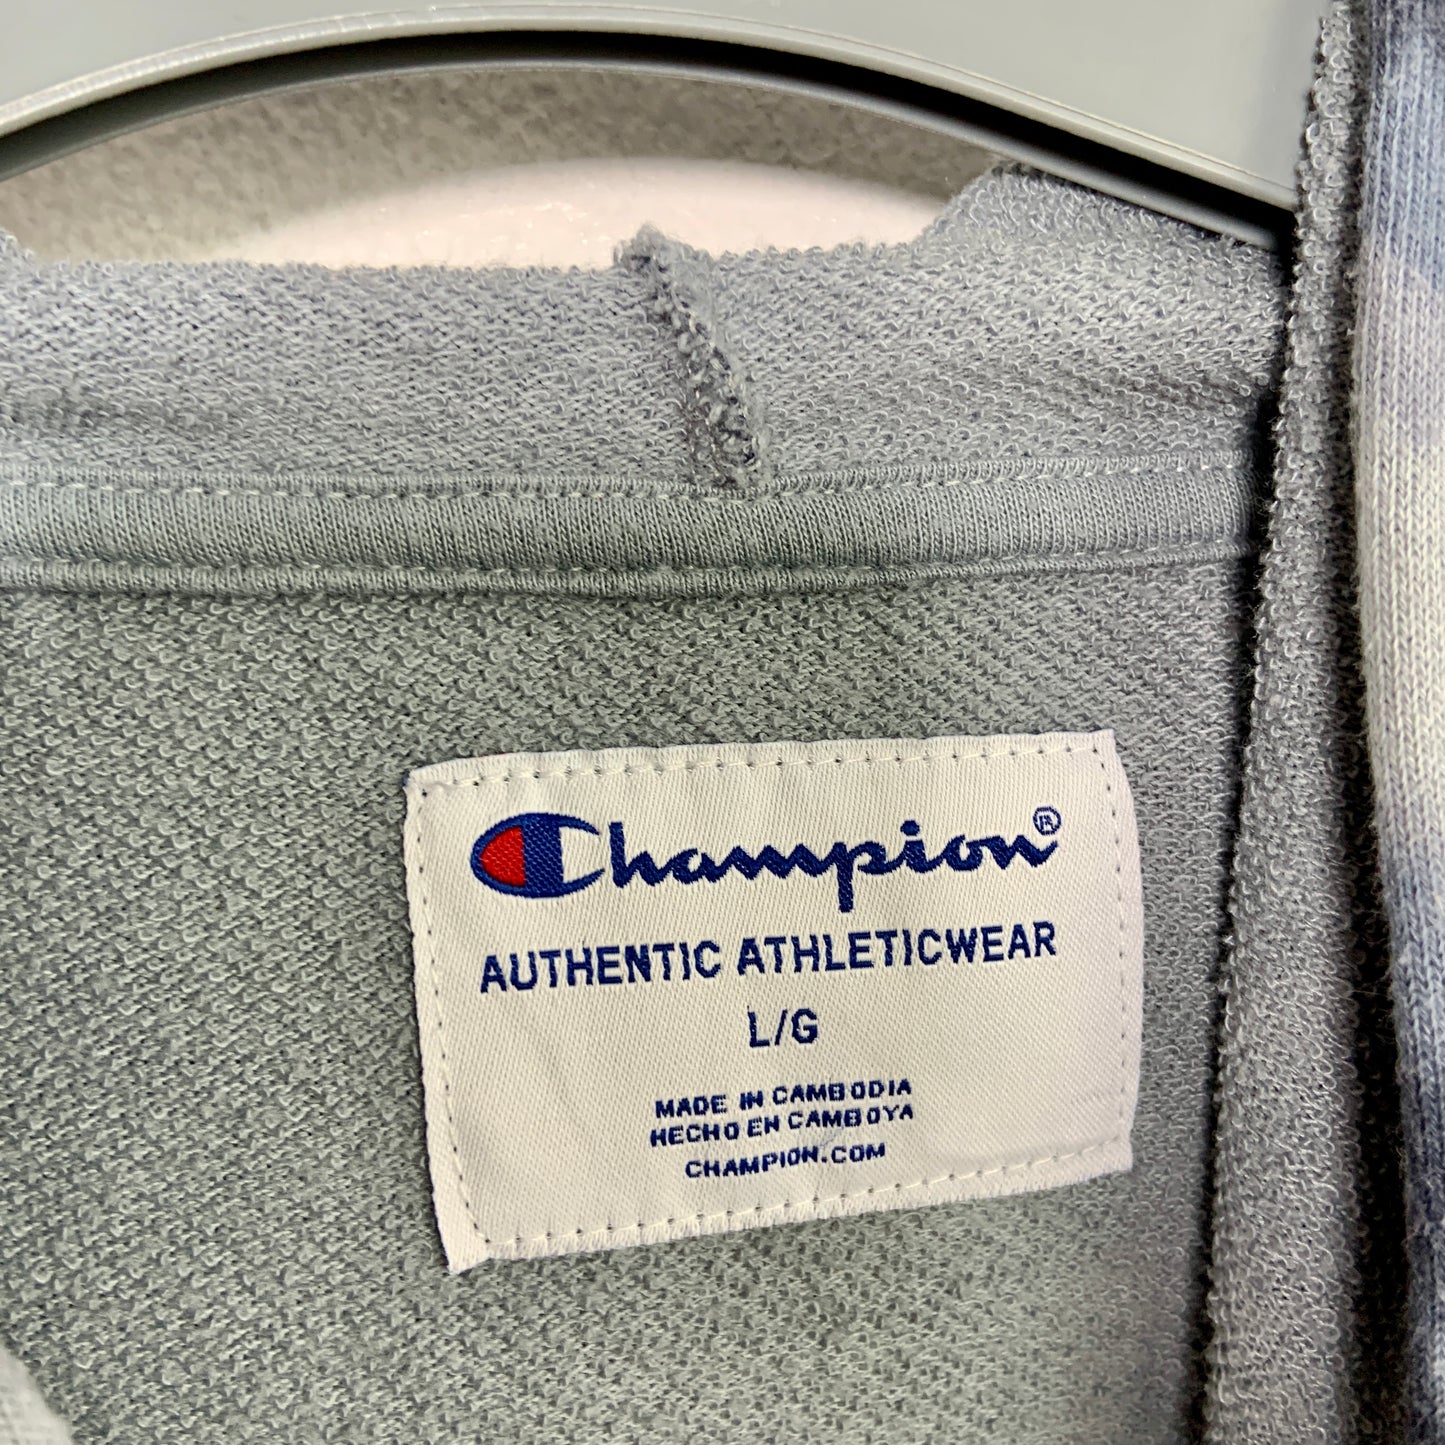 Champion®
AUTHENTIC ATHLETICWEAR
L/G
MADE IN CAMBODIA
HECHO EN CAMBOYA
CHAMPION.COM